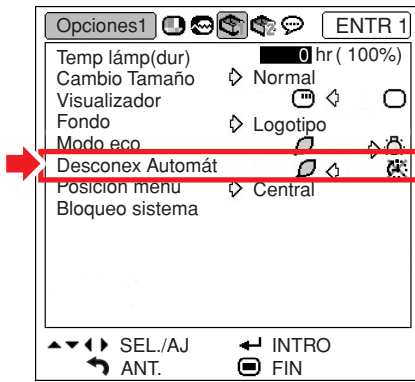 Opciones1 ENTR 1
Temp lámp(dur) 0 hr ( 100%)
Cambio Tamaño Normal
Visualizador
Fondo Logotipo
Modo eco
Desconex Automát
Posición menú Central
Bloqueo sistema
SEL./AJ INTRO
ANT. FIN